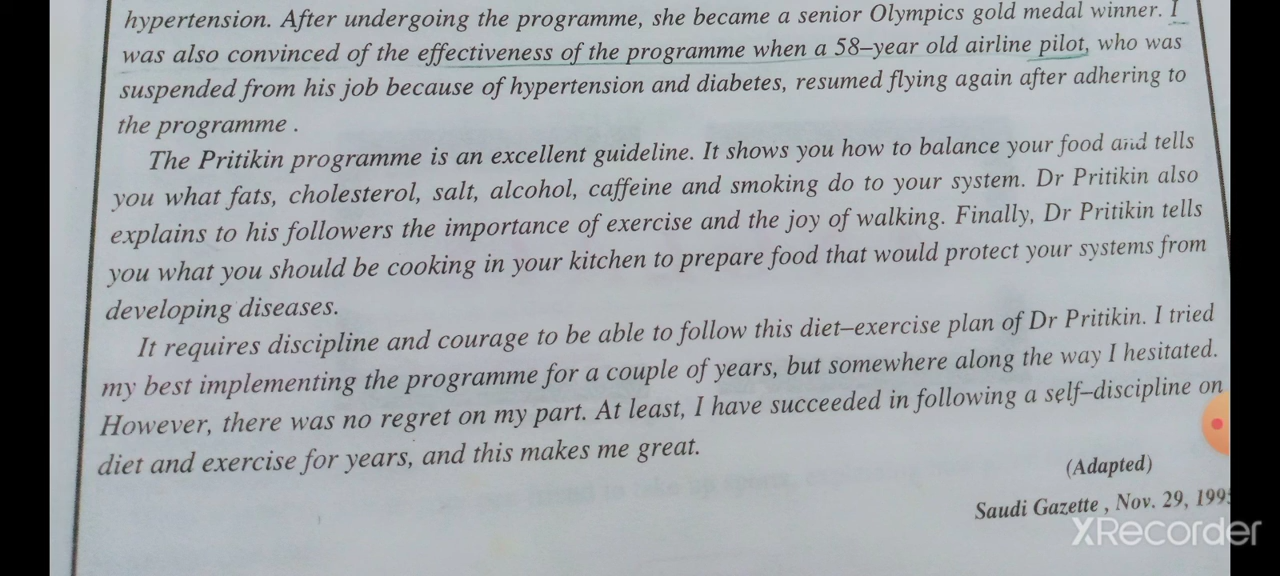 hypertension. After undergoing the programme, she became a senior Olympics gold medal winner. I
was also convinced of the effectiveness of the programme when a 58–year old airline pilot, who was
suspended from his job because of hypertension and diabetes, resumed flying again after adhering to
the programme .
The Pritikin programme is an excellent guideline. It shows you how to balance your food and tells
you what fats, cholesterol, salt, alcohol, caffeine and smoking do to your system. Dr Pritikin also
explains to his followers the importance of exercise and the joy of walking. Finally, Dr Pritikin tells
you what you should be cooking in your kitchen to prepare food that would protect your systems from
developing diseases.
It requires discipline and courage to be able to follow this diet–exercise plan of Dr Pritikin. I tried
my best implementing the programme for a couple of years, but somewhere along the way I hesitated.
However, there was no regret on my part. At least, I have succeeded in following a self–discipline on
diet and exercise for years, and this makes me great.
(Adapted)
Saudi Gazette , Nov. 29,
XRecorder